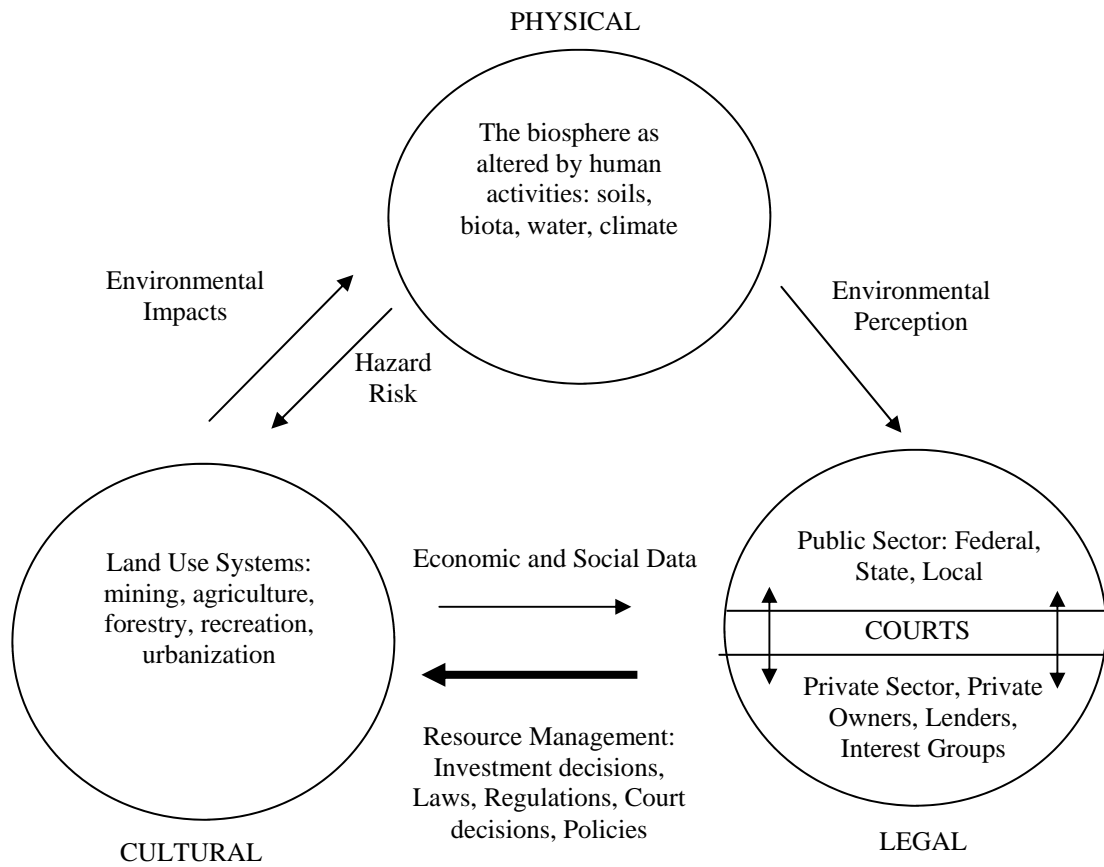 PHYSICAL
The biosphere as
altered by human
activities: soils,
biota, water, climate
Environmental
Impacts
Hazard
Risk
Environmental
Perception
Land Use Systems:
mining, agriculture,
forestry, recreation,
urbanization
CULTURAL
Economic and Social Data
Resource Management:
Investment decisions,
Laws, Regulations, Court
decisions, Policies
Public Sector: Federal,
State, Local
COURTS
Private Sector, Private
Owners, Lenders,
Interest Groups
LEGAL